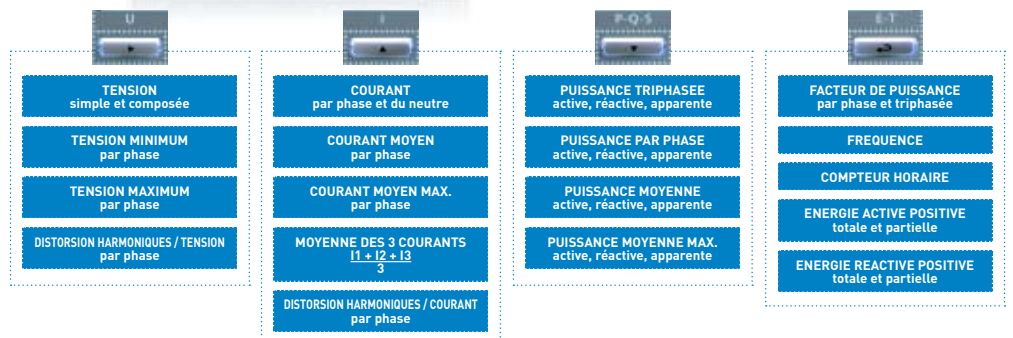 U
TENSION
simple et composée
TENSION MINIMUM
par phase
TENSION MAXIMUM
par phase
DISTORSION HARMONIQUES / TENSION
par phase
i
COURANT
par phase et du neutre
COURANT MOYEN
par phase
COURANT MOYEN MAX.
par phase
MOYENNE DES 3 COURANTS
I1 + I2 + I3
3
DISTORSION HARMONIQUES / COURANT
par phase
P-Q-S
PUISSANCE TRIPHASEE
active, réactive, apparente
PUISSANCE PAR PHASE
active, réactive, apparente
PUISSANCE MOYENNE
active, réactive, apparente
PUISSANCE MOYENNE MAX.
active, réactive, apparente
E-T
FACTEUR DE PUISSANCE
par phase et triphasée
FREQUENCE
COMPTEUR HORAIRE
ENERGIE ACTIVE POSITIVE
totale et partielle
ENERGIE REACTIVE POSITIVE
totale et partielle